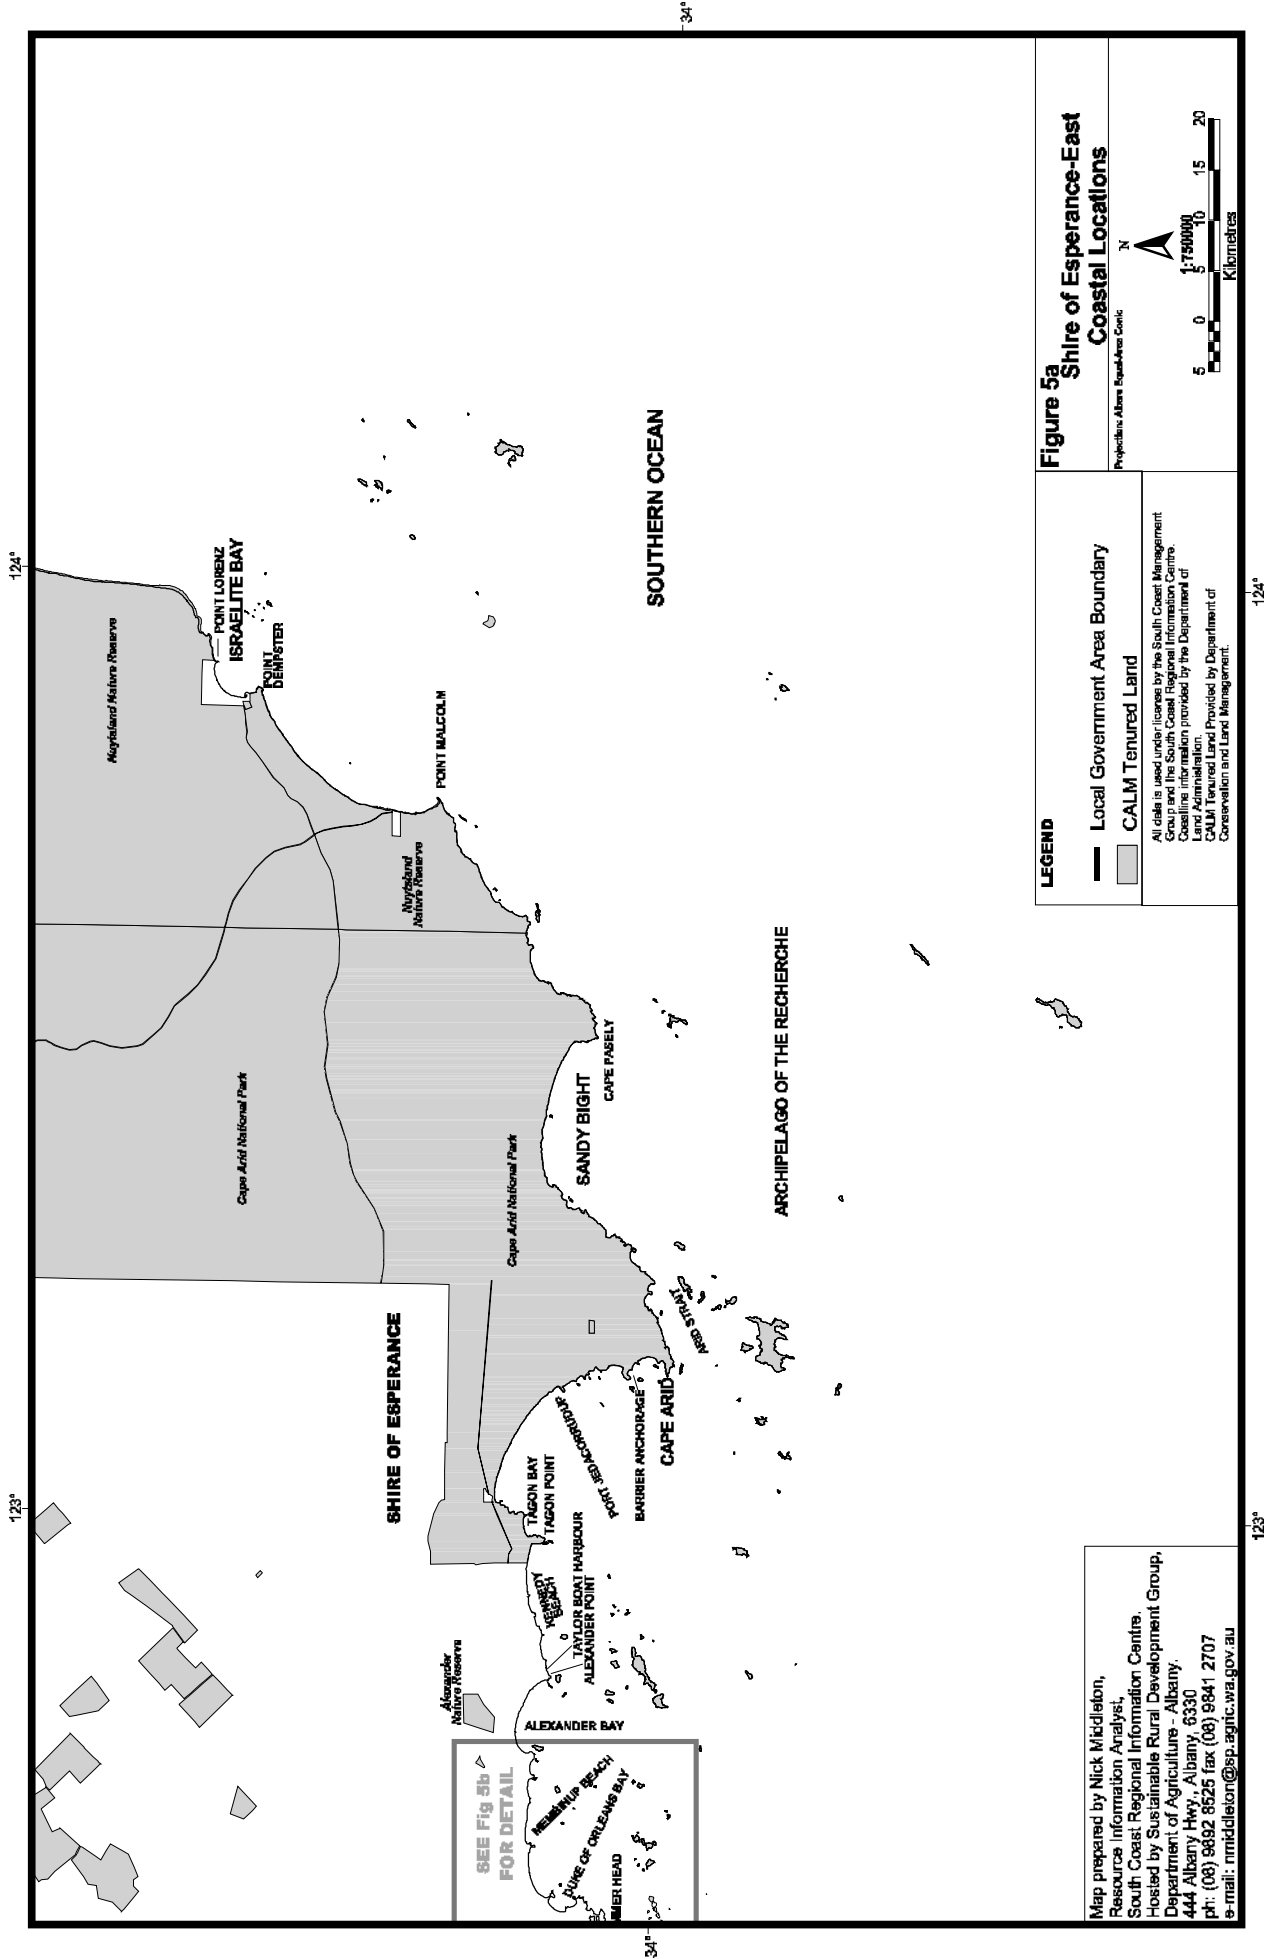 34°
34°
124°
124°
123°
123°
Nuytsland Nature Reserve
POINT LORENZ
ISRAELITE BAY
POINT
DEMPSTER
POINT MALCOLM
Nuytsland
Nature Reserve
Cape Arid National Park
Cape Arid National Park
SANDY BIGHT
CAPE PASELY
SOUTHERN OCEAN
ARCHIPELAGO OF THE RECHERCHE
SHIRE OF ESPERANCE
ARID STRAIT
CAPE ARID
BARRIER ANCHORAGE
TAGON BAY
TAGON POINT
KENNEDY
BEACH
TAYLOR BOAT HARBOUR
ALEXANDER POINT
Alexander
Nature Reserve
ALEXANDER BAY
SEE Fig 5b
FOR DETAIL
MEMBINUP BEACH
DUKE OF ORLEANS BAY
HEAD
Figure 5a
Shire of Esperance-East
Coastal Locations
Projection: Albers Equal-Area Conic
N
1:750000
5 0 5 10 15 20
Kilometres
LEGEND
Local Government Area Boundary
CALM Tenured Land
All data is used under license by the South Coast Management
Group and the South Coast Regional Information Centre.
Coastline information provided by the Department of
Land Administration.
CALM Tenured Land Provided by Department of
Conservation and Land Management.
Map prepared by Nick Middleton,
Resource Information Analyst,
South Coast Regional Information Centre.
Hosted by Sustainable Rural Development Group,
Department of Agriculture - Albany.
444 Albany Hwy., Albany, 6330
ph: (08) 9892 8525 fax (08) 9841 2707
e-mail: nmiddleton@sp.agric.wa.gov.au